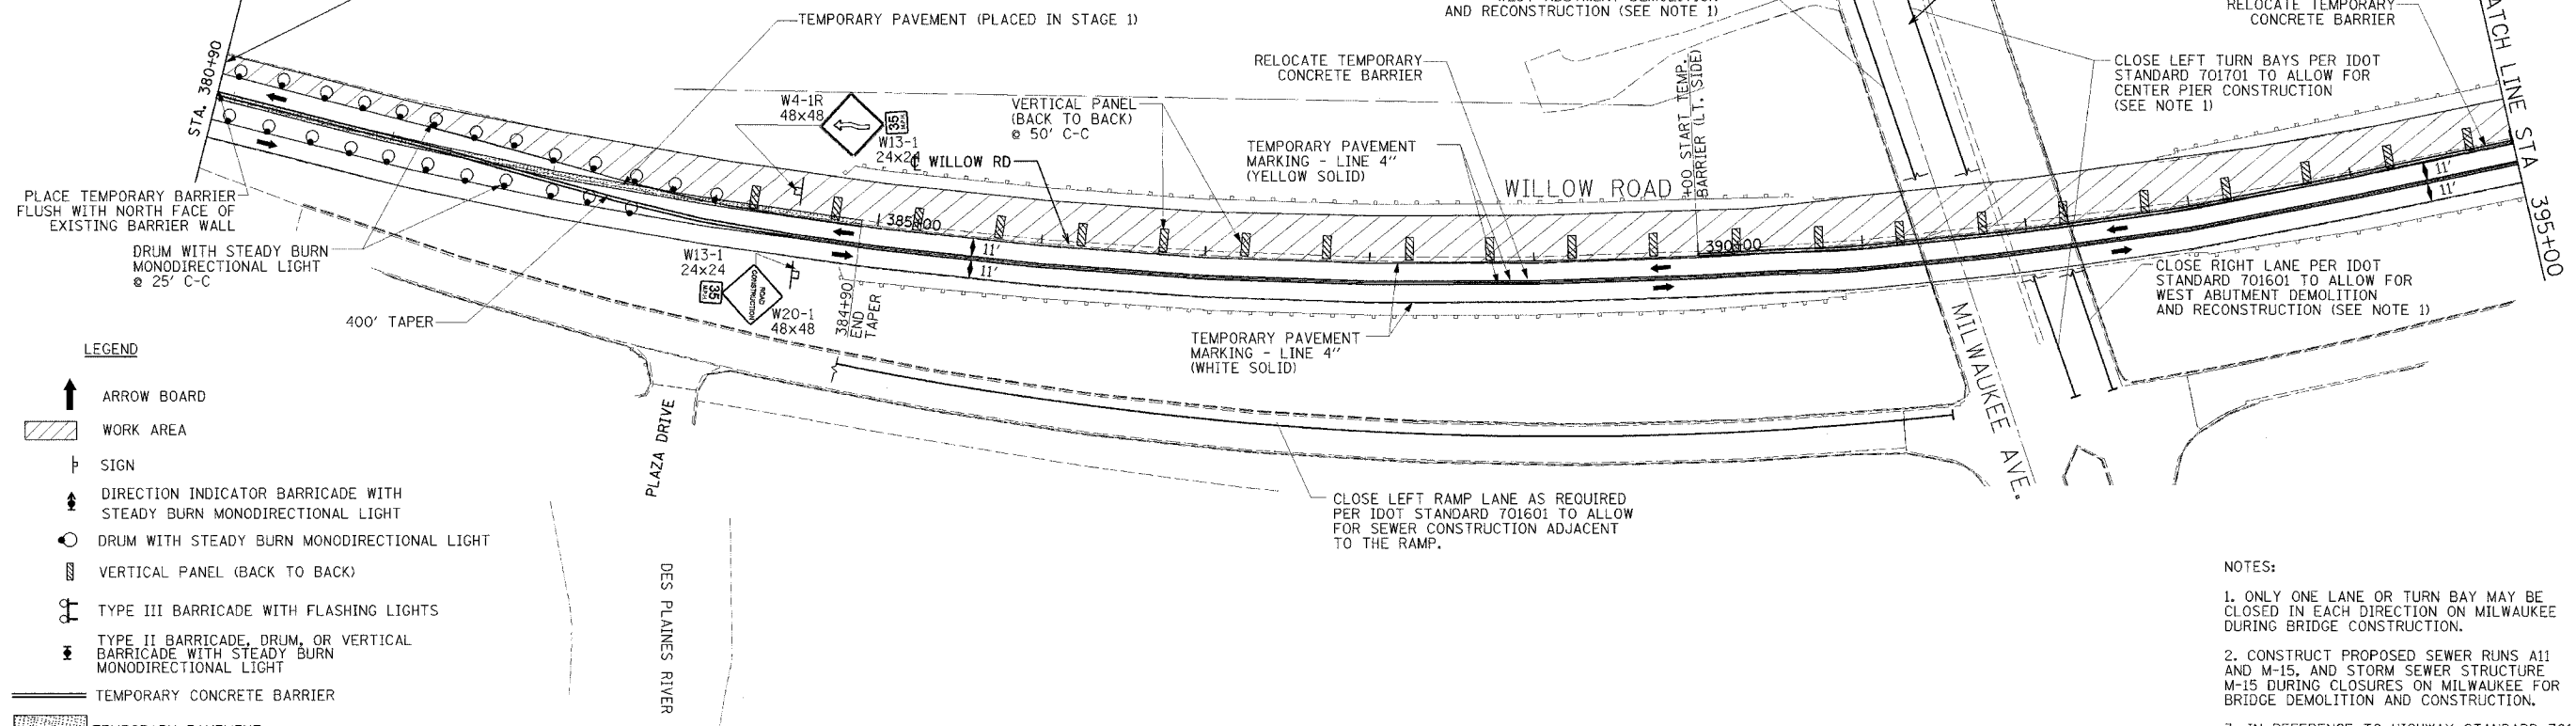 TEMPORARY PAVEMENT (PLACED IN STAGE 1)
AND RECONSTRUCTION (SEE NOTE 1)
RELOCATE TEMPORARY
CONCRETE BARRIER
RELOCATE TEMPORARY
CONCRETE BARRIER
CLOSE LEFT TURN BAYS PER IDOT
STANDARD 701701 TO ALLOW FOR
CENTER PIER CONSTRUCTION
(SEE NOTE 1)
MATCH LINE STA 395+00
STA. 380+90
W4-1R
48x48
35
W13-1
24x24
VERTICAL PANEL
(BACK TO BACK)
@ 50' C-C
℄ WILLOW RD
TEMPORARY PAVEMENT
MARKING - LINE 4"
(YELLOW SOLID)
+00 START TEMP.
BARRIER (LT. SIDE)
WILLOW ROAD
11'
11'
PLACE TEMPORARY BARRIER
FLUSH WITH NORTH FACE OF
EXISTING BARRIER WALL
DRUM WITH STEADY BURN
MONODIRECTIONAL LIGHT
@ 25' C-C
385+00
390+00
11'
11'
W13-1
24x24
35
ROAD
CONSTRUCTION
W20-1
48x48
384+90
END
TAPER
400' TAPER
TEMPORARY PAVEMENT
MARKING - LINE 4"
(WHITE SOLID)
CLOSE RIGHT LANE PER IDOT
STANDARD 701601 TO ALLOW FOR
WEST ABUTMENT DEMOLITION
AND RECONSTRUCTION (SEE NOTE 1)
MILWAUKEE AVE.
PLAZA DRIVE
CLOSE LEFT RAMP LANE AS REQUIRED
PER IDOT STANDARD 701601 TO ALLOW
FOR SEWER CONSTRUCTION ADJACENT
TO THE RAMP.
DES PLAINES RIVER
LEGEND
ARROW BOARD
WORK AREA
SIGN
DIRECTION INDICATOR BARRICADE WITH
STEADY BURN MONODIRECTIONAL LIGHT
DRUM WITH STEADY BURN MONODIRECTIONAL LIGHT
VERTICAL PANEL (BACK TO BACK)
TYPE III BARRICADE WITH FLASHING LIGHTS
TYPE II BARRICADE, DRUM, OR VERTICAL
BARRICADE WITH STEADY BURN
MONODIRECTIONAL LIGHT
TEMPORARY CONCRETE BARRIER
NOTES:
1. ONLY ONE LANE OR TURN BAY MAY BE
CLOSED IN EACH DIRECTION ON MILWAUKEE
DURING BRIDGE CONSTRUCTION.
2. CONSTRUCT PROPOSED SEWER RUNS A11
AND M-15, AND STORM SEWER STRUCTURE
M-15 DURING CLOSURES ON MILWAUKEE FOR
BRIDGE DEMOLITION AND CONSTRUCTION.